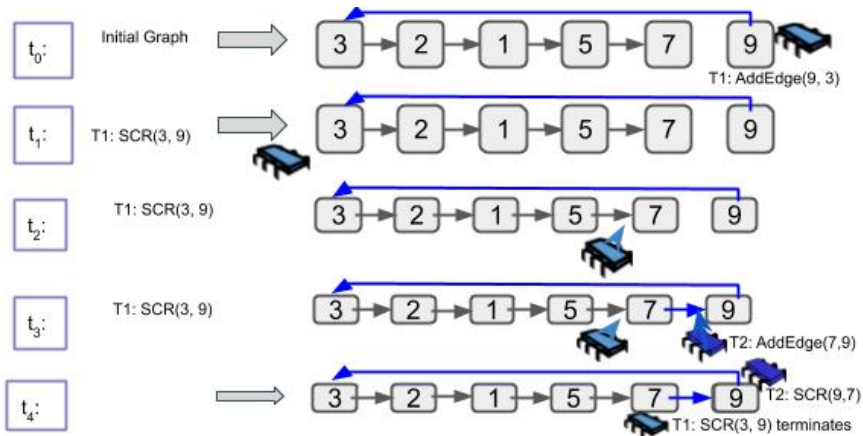 t0: Initial Graph 3 2 1 5 7 9
T1: AddEdge(9, 3)
t1: T1: SCR(3, 9) 3 2 1 5 7 9
t2: T1: SCR(3, 9) 3 2 1 5 7 9
t3: T1: SCR(3, 9) 3 2 1 5 7 9
T2: AddEdge(7,9)
t4: 3 2 1 5 7 9
T2: SCR(9,7)
T1: SCR(3, 9) terminates